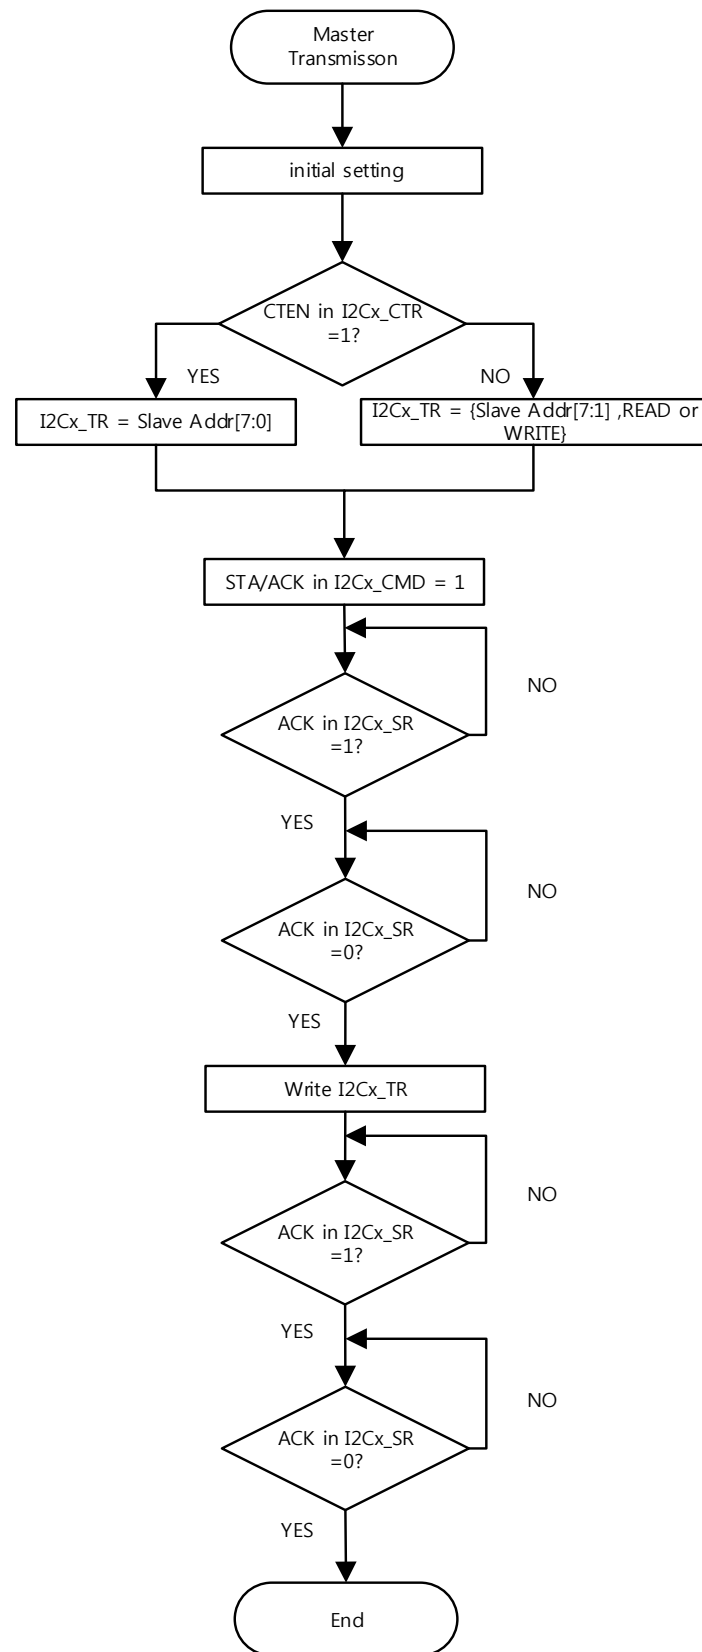 Master
Transmisson
initial setting
CTEN in I2Cx_CTR
=1?
YES
NO
I2Cx_TR = Slave Addr[7:0]
I2Cx_TR = {Slave Addr[7:1] ,READ or
WRITE}
STA/ACK in I2Cx_CMD = 1
NO
ACK in I2Cx_SR
=1?
YES
NO
ACK in I2Cx_SR
=0?
YES
Write I2Cx_TR
NO
ACK in I2Cx_SR
=1?
YES
NO
ACK in I2Cx_SR
=0?
YES
End